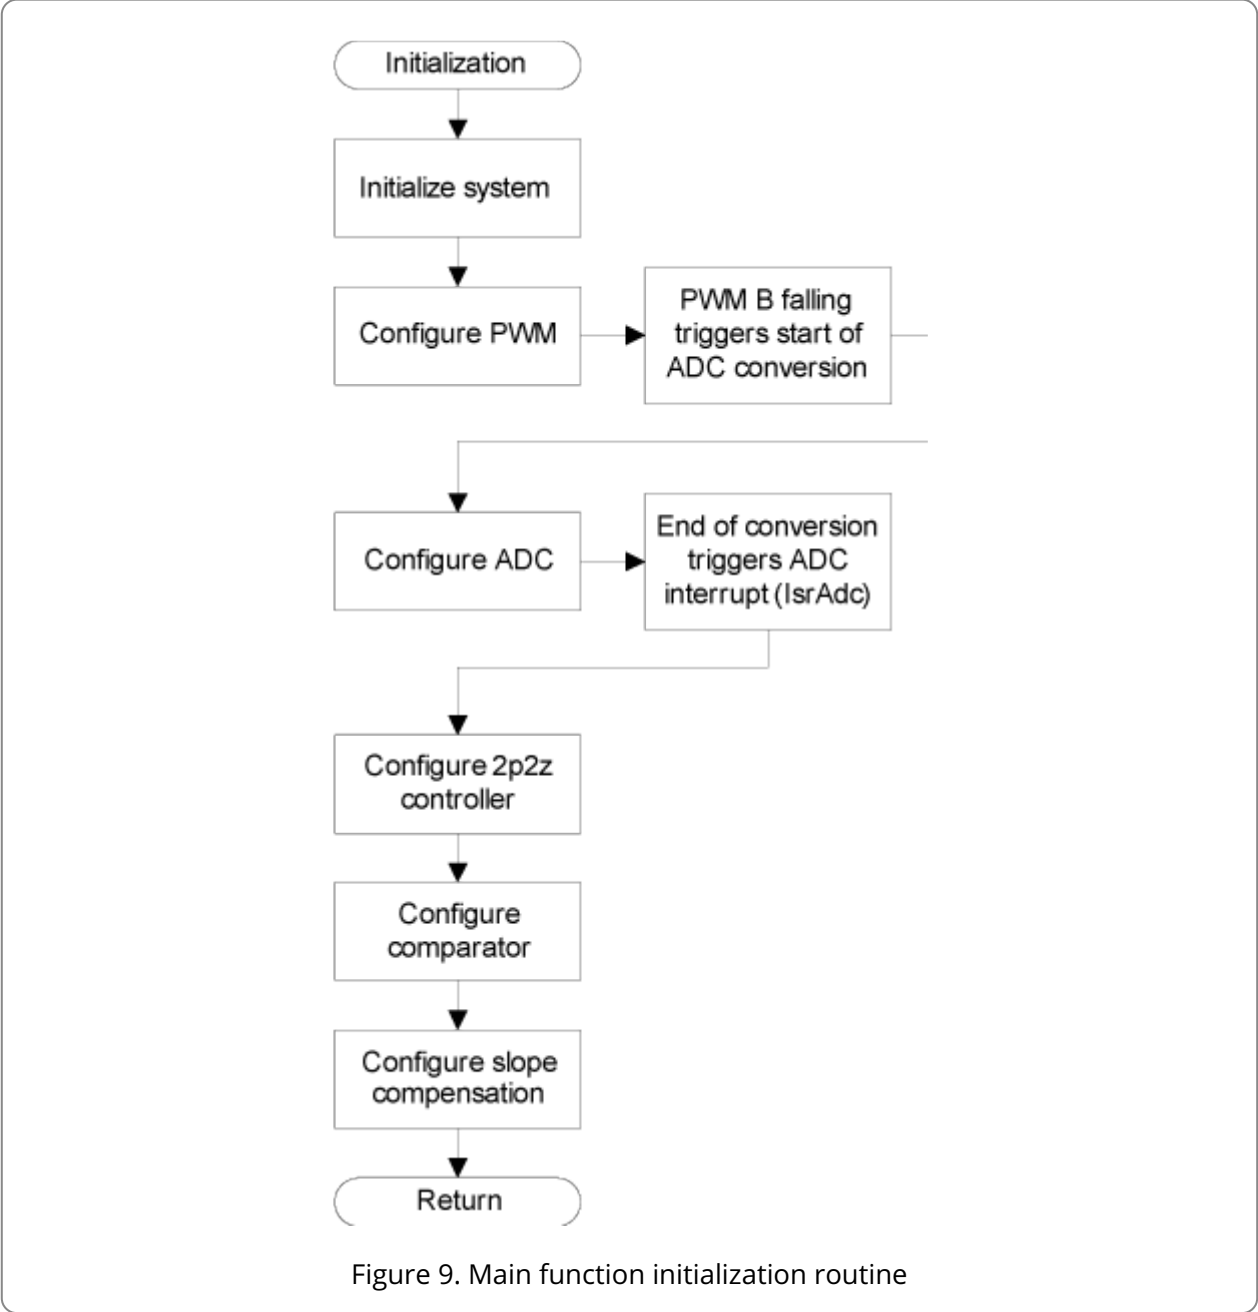 Initialization
Initialize system
Configure PWM
PWM B falling
triggers start of
ADC conversion
Configure ADC
End of conversion
triggers ADC
interrupt (IsrAdc)
Configure 2p2z
controller
Configure
comparator
Configure slope
compensation
Return
Figure 9. Main function initialization routine